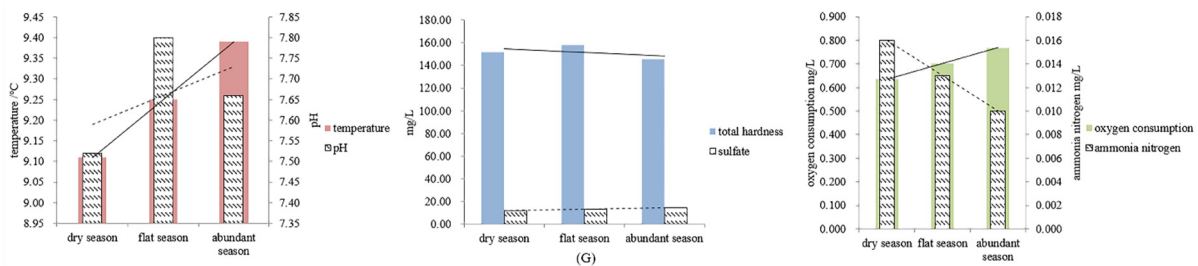 9.45
9.40
9.35
9.30
9.25
9.20
9.15
9.10
9.05
9.00
8.95
temperature /°C
7.85
7.80
7.75
7.70
7.65
7.60
7.55
7.50
7.45
7.40
7.35
pH
dry season
flat season
abundant
season
temperature
pH
180.00
160.00
140.00
120.00
100.00
80.00
60.00
40.00
20.00
0.00
mg/L
dry season
flat season
abundant season
total hardness
sulfate
(G)
0.900
0.800
0.700
0.600
0.500
0.400
0.300
0.200
0.100
0.000
oxygen consumption mg/L
0.018
0.016
0.014
0.012
0.010
0.008
0.006
0.004
0.002
0.000
ammonia nitrogen mg/L
dry season
flat season
abundant
season
oxygen consumption
ammonia nitrogen